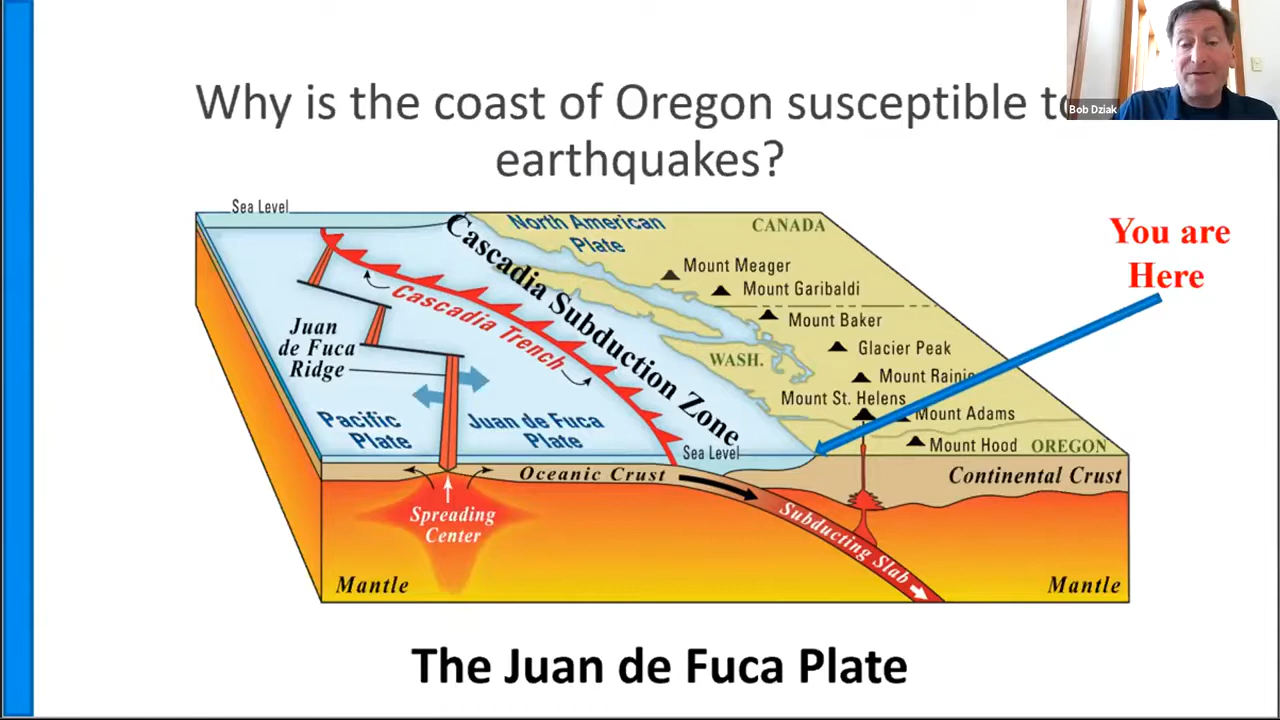 Why is the coast of Oregon susceptible to
earthquakes?
Bob Dziak
Sea Level
North American
Plate
CANADA
Cascadia Subduction Zone
Mount Meager
Mount Garibaldi
Cascadia Trench
Mount Baker
Juan
de Fuca
Ridge
WASH.
Glacier Peak
Mount Rainie
Mount St. Helens
Mount Adams
Pacific
Plate
Juan de Fuca
Plate
Mount Hood
OREGON
Sea Level
Oceanic Crust
Continental Crust
Spreading
Center
Subducting Slab
Mantle
Mantle
You are
Here
The Juan de Fuca Plate